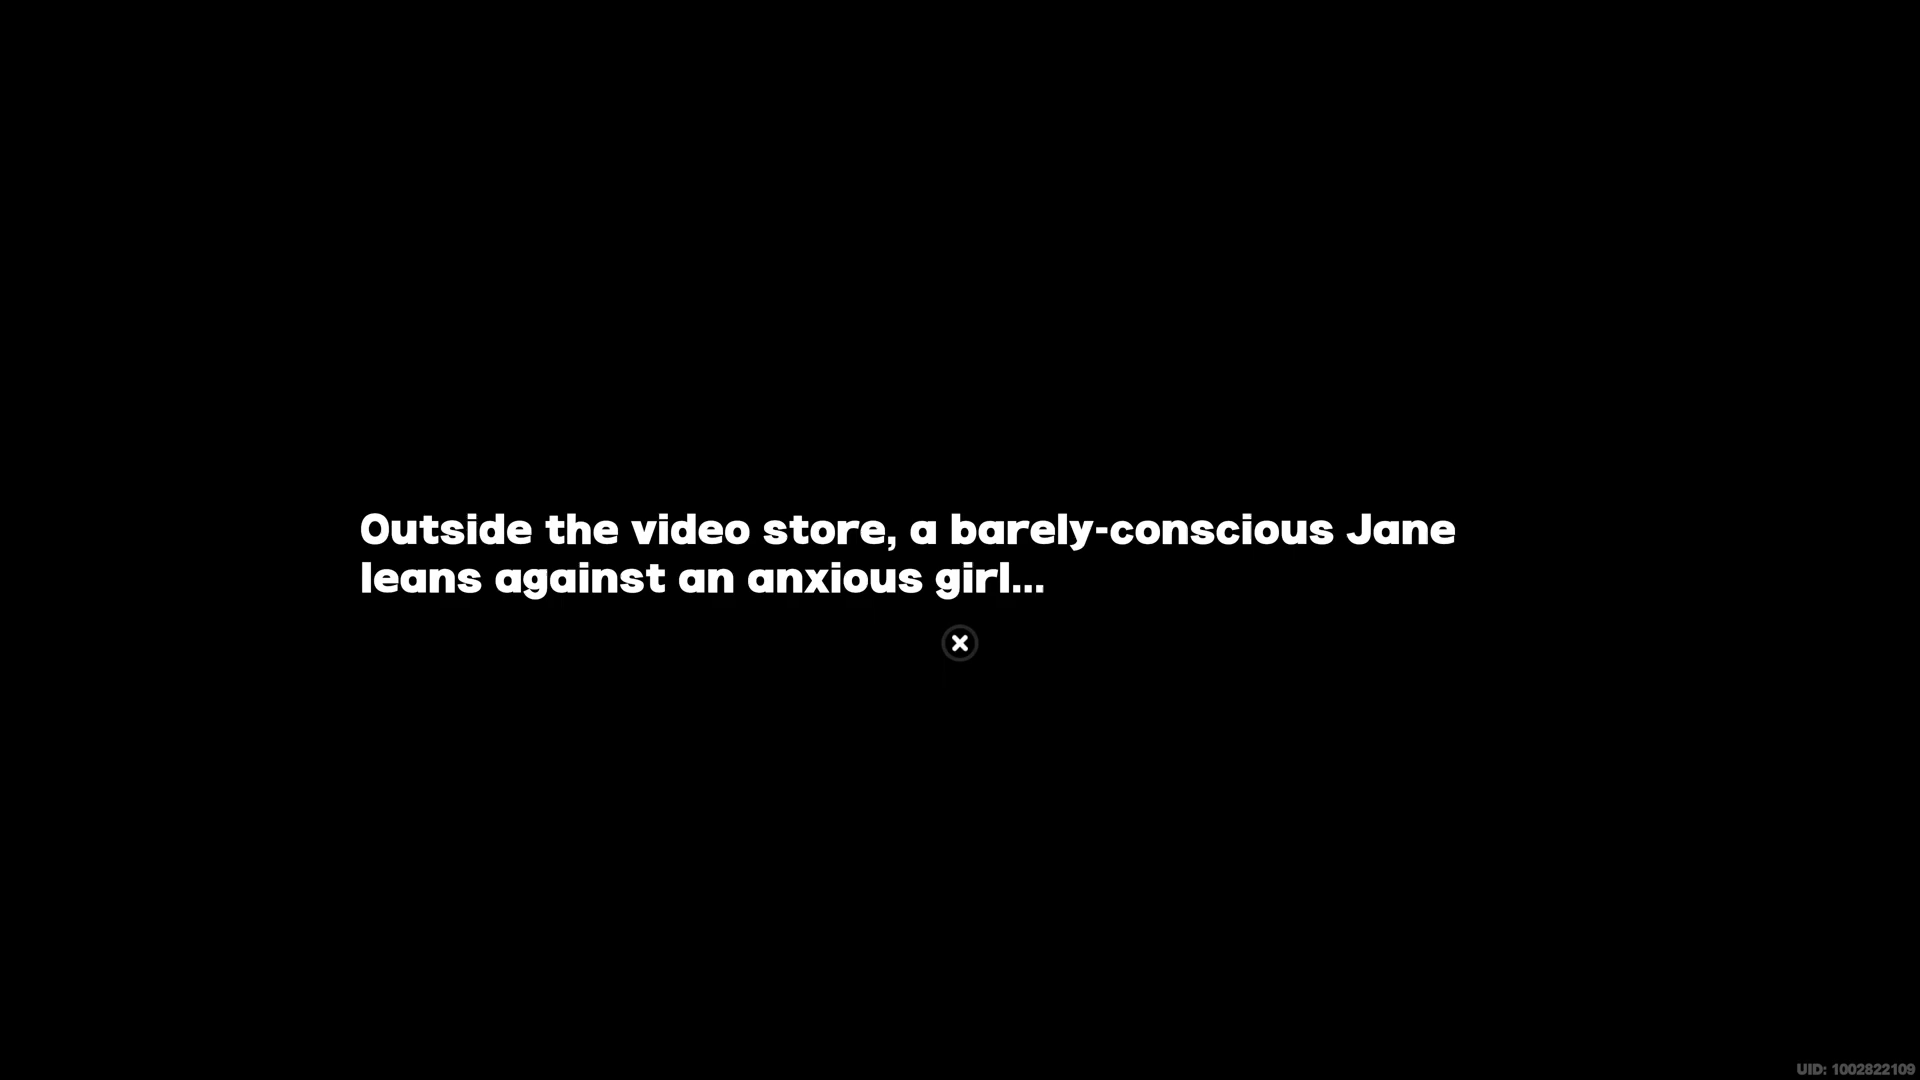 Outside the video store, a barely-conscious Jane
leans against an anxious girl...
UID: 1002822109